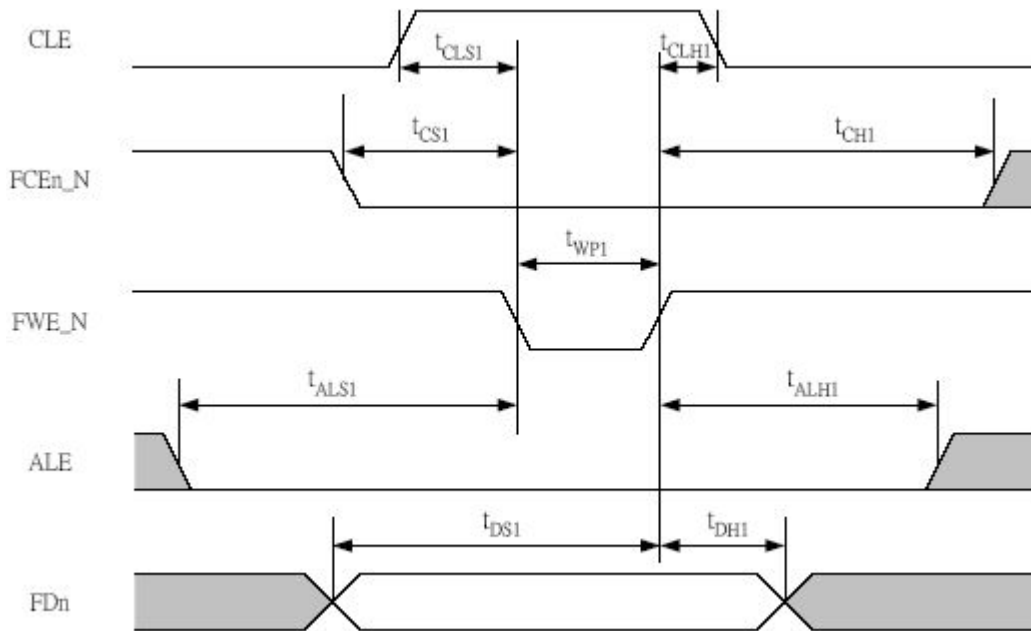 CLE
tCLS1
tCLH1
tCS1
tCH1
FCEn_N
tWP1
FWE_N
tALS1
tALH1
ALE
tDS1
tDH1
FDn